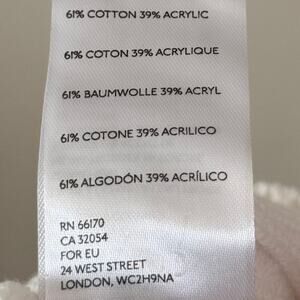 61% COTTON 39% ACRYLIC
61% COTON 39% ACRYLIQUE
61% BAUMWOLLE 39% ACRYL
61% COTONE 39% ACRILICO
61% ALGODÓN 39% ACRÍLICO
RN 66170
CA 32054
FOR EU
24 WEST STREET
LONDON, WC2H9NA